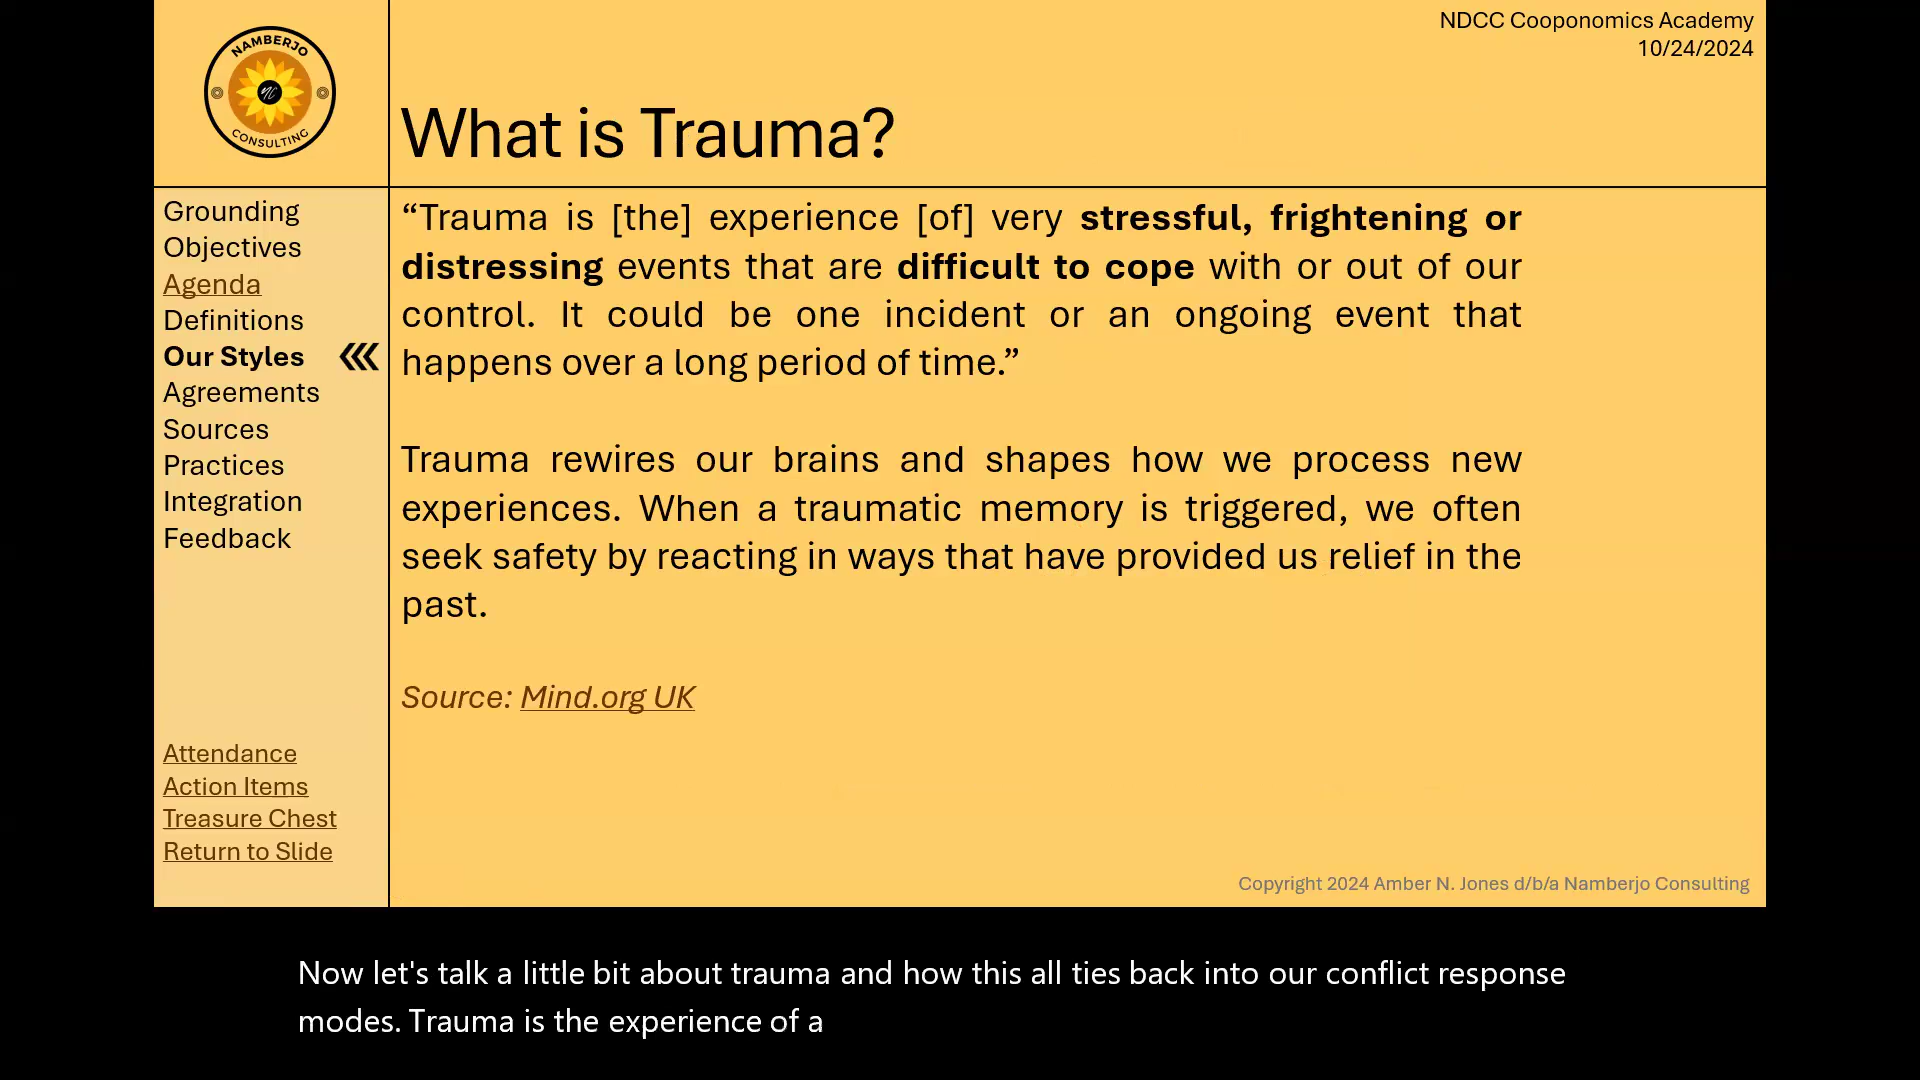 NAMBERJO
CONSULTING
NDCC Cooponomics Academy
10/24/2024
What is Trauma?
Grounding
Objectives
Agenda
Definitions
Our Styles
Agreements
Sources
Practices
Integration
Feedback
Attendance
Action Items
Treasure Chest
Return to Slide
“Trauma is [the] experience [of] very stressful, frightening or
distressing events that are difficult to cope with or out of our
control. It could be one incident or an ongoing event that
happens over a long period of time.”
Trauma rewires our brains and shapes how we process new
experiences. When a traumatic memory is triggered, we often
seek safety by reacting in ways that have provided us relief in the
past.
Source: Mind.org UK
Copyright 2024 Amber N. Jones d/b/a Namberjo Consulting
Now let's talk a little bit about trauma and how this all ties back into our conflict response
modes. Trauma is the experience of a